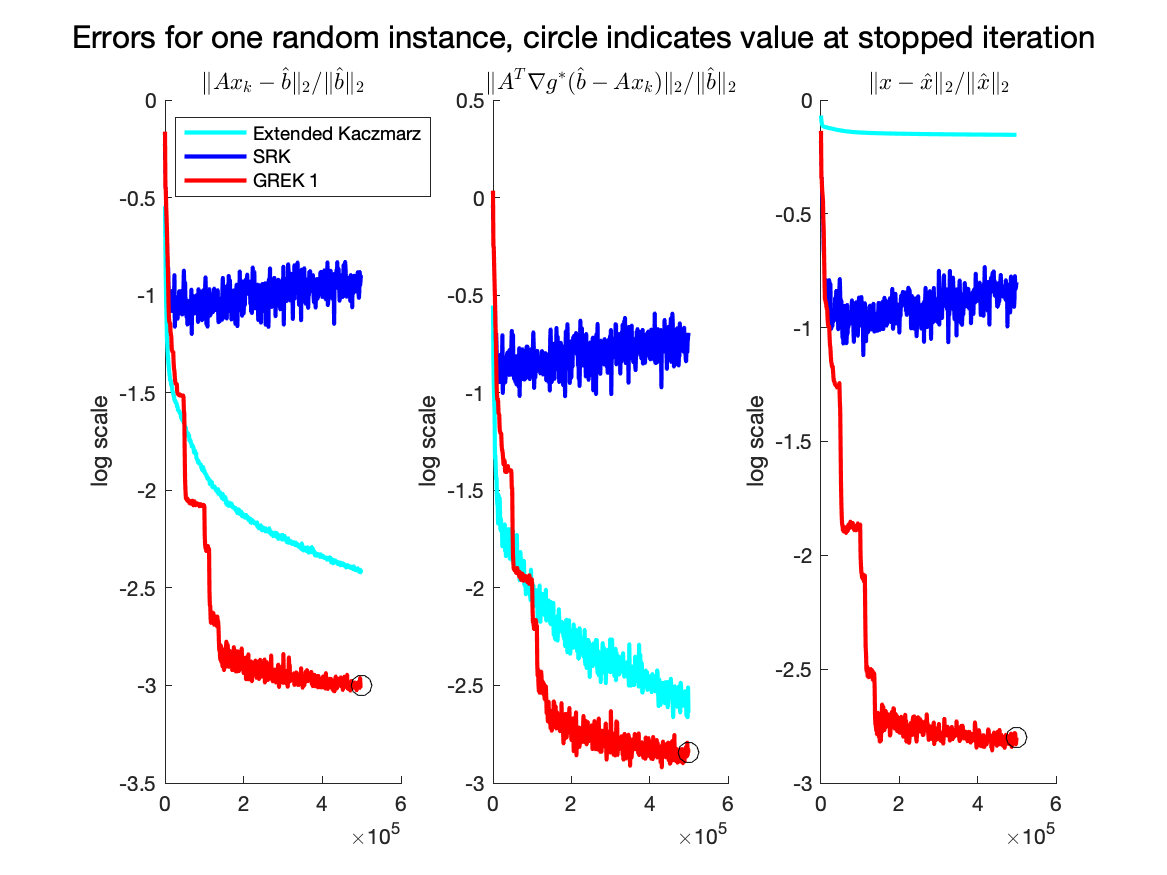 Errors for one random instance, circle indicates value at stopped iteration
‖Ax_k − b̂‖₂/‖b̂‖₂
log scale
0
-0.5
-1
-1.5
-2
-2.5
-3
-3.5
Extended Kaczmarz
SRK
GREK 1
0 2 4 6
×10⁵
‖A^T ∇g*(b̂ − Ax_k)‖₂/‖b̂‖₂
log scale
0.5
0
-0.5
-1
-1.5
-2
-2.5
-3
0 2 4 6
×10⁵
‖x − x̂‖₂/‖x̂‖₂
log scale
0
-0.5
-1
-1.5
-2
-2.5
-3
0 2 4 6
×10⁵